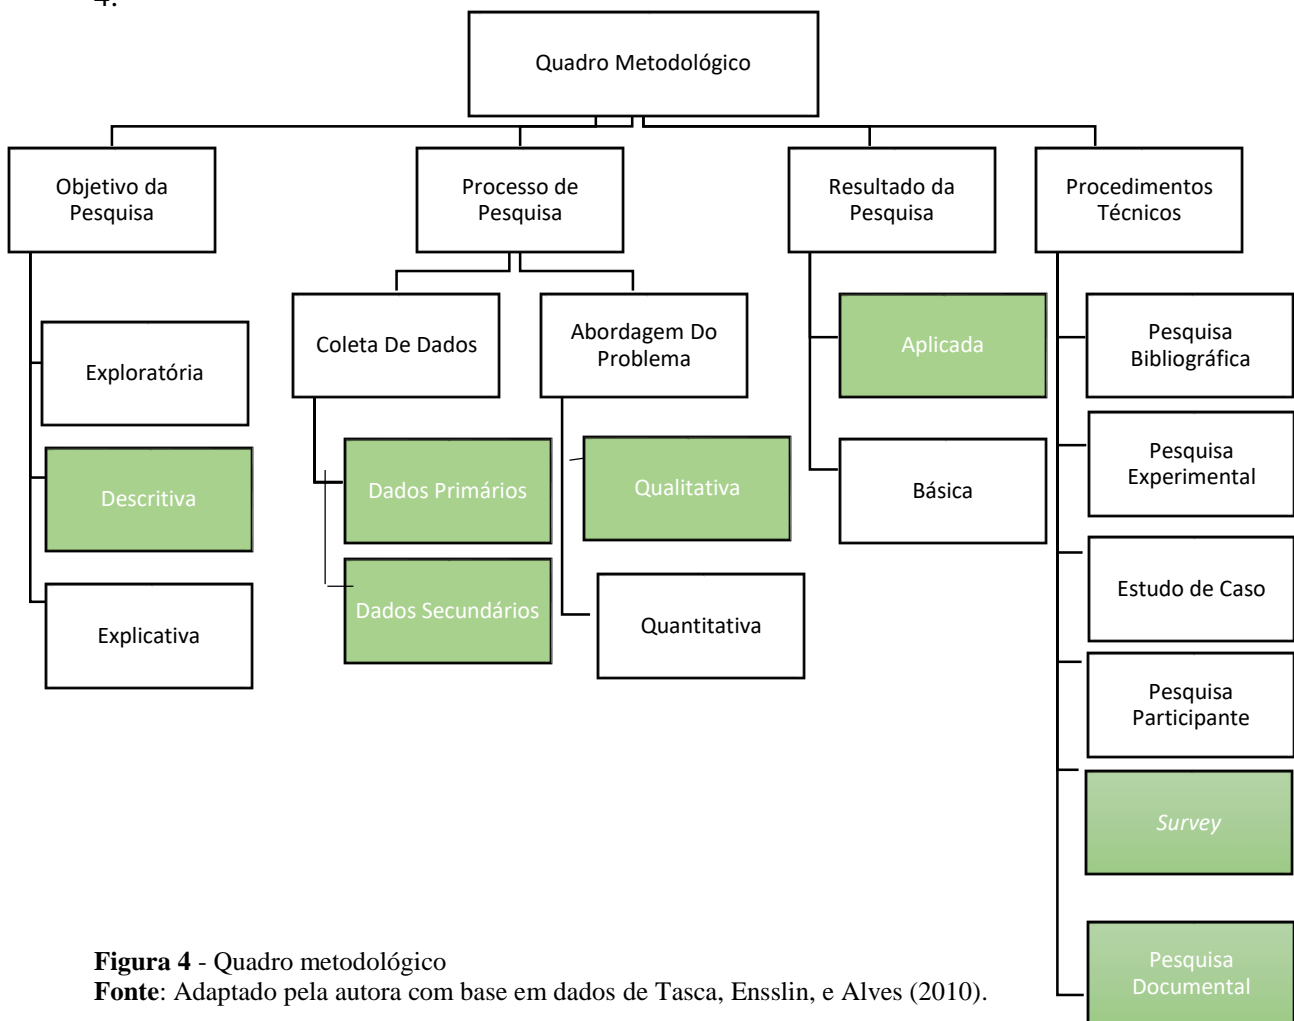 4.
Quadro Metodológico
Objetivo da
Pesquisa
Processo de
Pesquisa
Resultado da
Pesquisa
Procedimentos
Técnicos
Exploratória
Descritiva
Explicativa
Coleta De Dados
Dados Primários
Dados Secundários
Abordagem Do
Problema
Qualitativa
Quantitativa
Aplicada
Básica
Pesquisa
Bibliográfica
Pesquisa
Experimental
Estudo de Caso
Pesquisa
Participante
Survey
Pesquisa
Documental
Figura 4 - Quadro metodológico
Fonte: Adaptado pela autora com base em dados de Tasca, Ensslin, e Alves (2010).